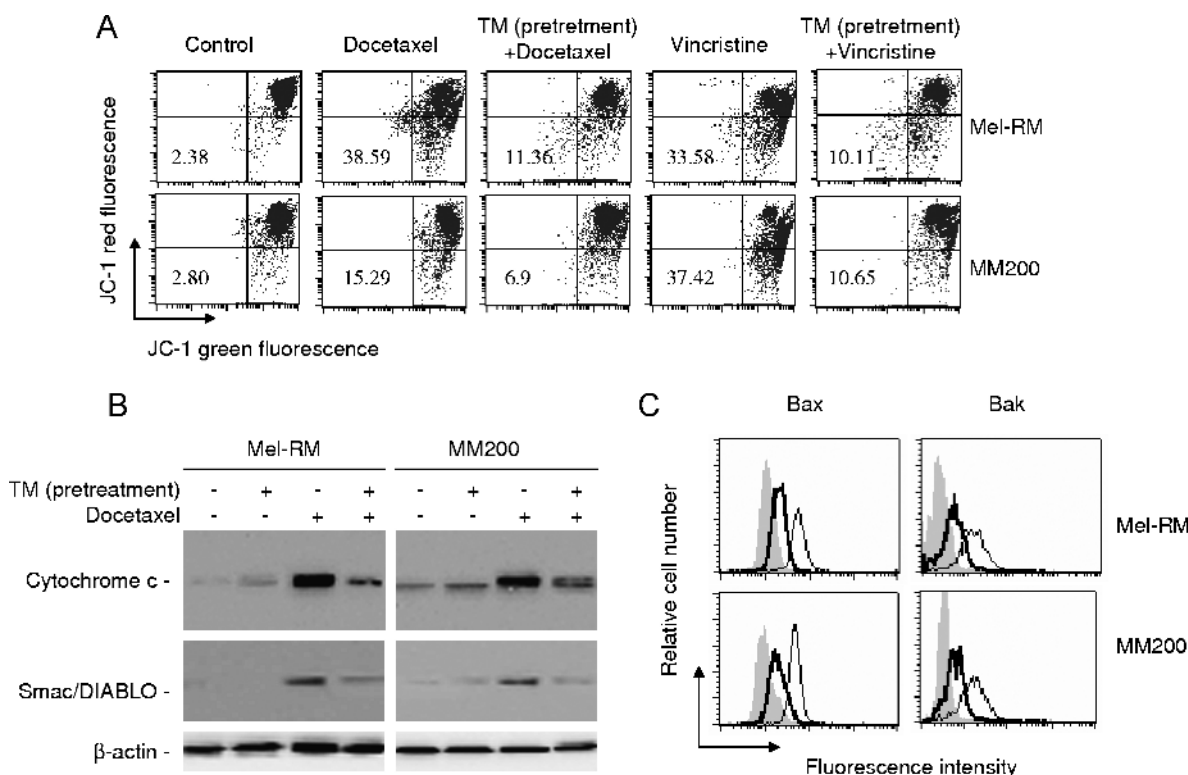 A
Control
Docetaxel
TM (pretretment)
+Docetaxel
Vincristine
TM (pretretment)
+Vincristine
2.38
38.59
11.36
33.58
10.11
Mel-RM
2.80
15.29
6.9
37.42
10.65
MM200
JC-1 red fluorescence
JC-1 green fluorescence
B
Mel-RM
MM200
TM (pretreatment) - + - + - + - +
Docetaxel - - + + - - + +
Cytochrome c -
Smac/DIABLO -
β-actin -
C
Bax
Bak
Mel-RM
MM200
Relative cell number
Fluorescence intensity